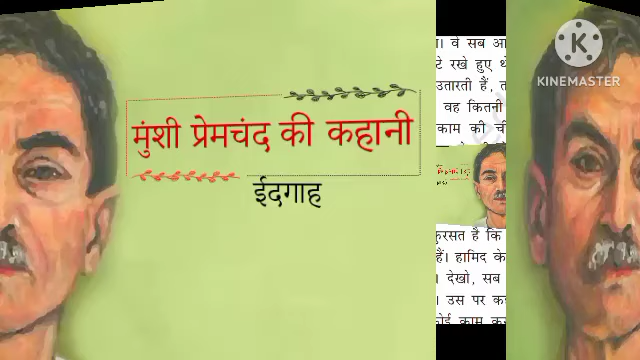 मुंशी प्रेमचंद की कहानी
ईदगाह
KINEMASTER
। वे सब
टे रखे हुए
उतारती हैं,
वह कितनी
काम की
फुरसत है कि
हैं। हामिद के
। देखो, सब
। उस पर
कोई काम